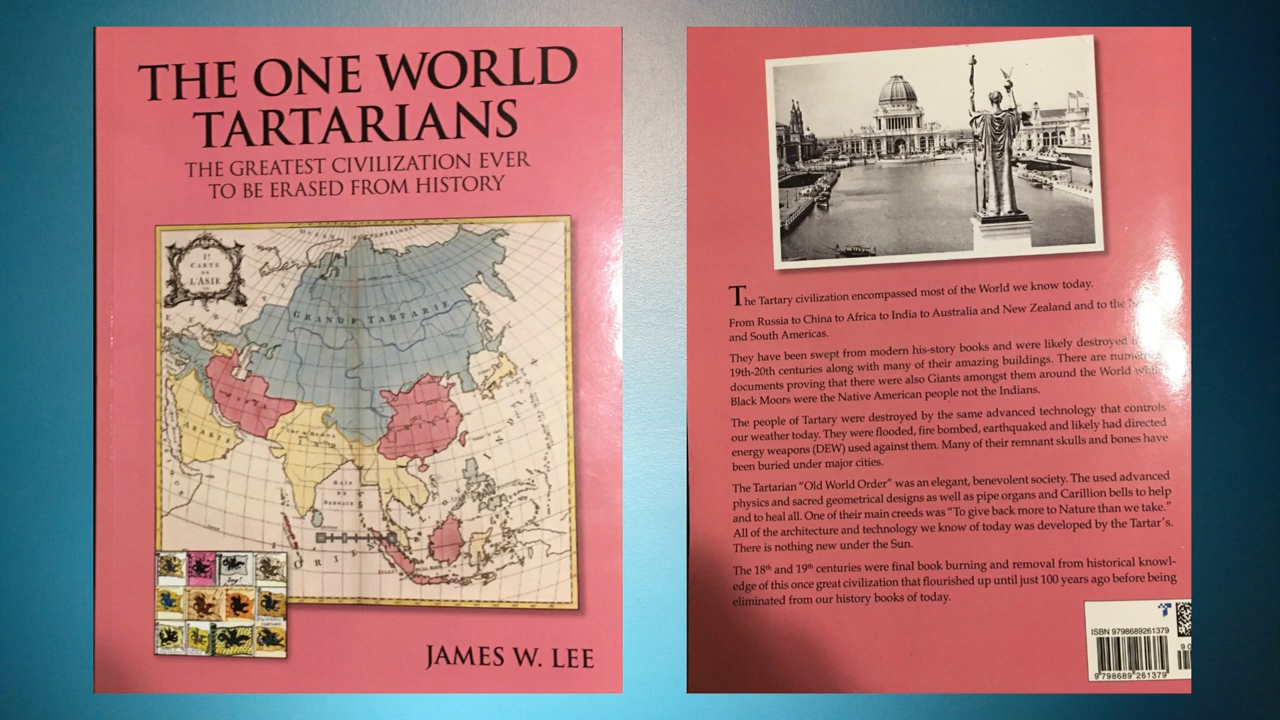 THE ONE WORLD
TARTARIANS
THE GREATEST CIVILIZATION EVER
TO BE ERASED FROM HISTORY
CARTE
DE
L'ASIE
GRANDE TARTARIE
ARABIE
JAMES W. LEE
The Tartary civilization encompassed most of the World we know today.
From Russia to China to Africa to India to Australia and New Zealand and to the
and South Americas.
They have been swept from modern his-story books and were likely destroyed
19th-20th centuries along with many of their amazing buildings. There are
documents proving that there were also Giants amongst them around the World
Black Moors were the Native American people not the Indians.
The people of Tartary were destroyed by the same advanced technology that controls
our weather today. They were flooded, fire bombed, earthquaked and likely had directed
energy weapons (DEW) used against them. Many of their remnant skulls and bones have
been buried under major cities.
The Tartarian “Old World Order” was an elegant, benevolent society. The used advanced
physics and sacred geometrical designs as well as pipe organs and Carillion bells to help
and to heal all. One of their main creeds was “To give back more to Nature than we take.”
All of the architecture and technology we know of today was developed by the Tartar's.
There is nothing new under the Sun.
The 18th and 19th centuries were final book burning and removal from historical knowl-
edge of this once great civilization that flourished up until just 100 years ago before being
eliminated from our history books of today.
ISBN 9798689261379
9 798689 261379